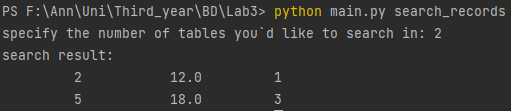 PS F:\Ann\Uni\Third_year\BD\Lab3> python main.py search_records
specify the number of tables you`d like to search in: 2
search result:
2 12.0 1
5 18.0 3